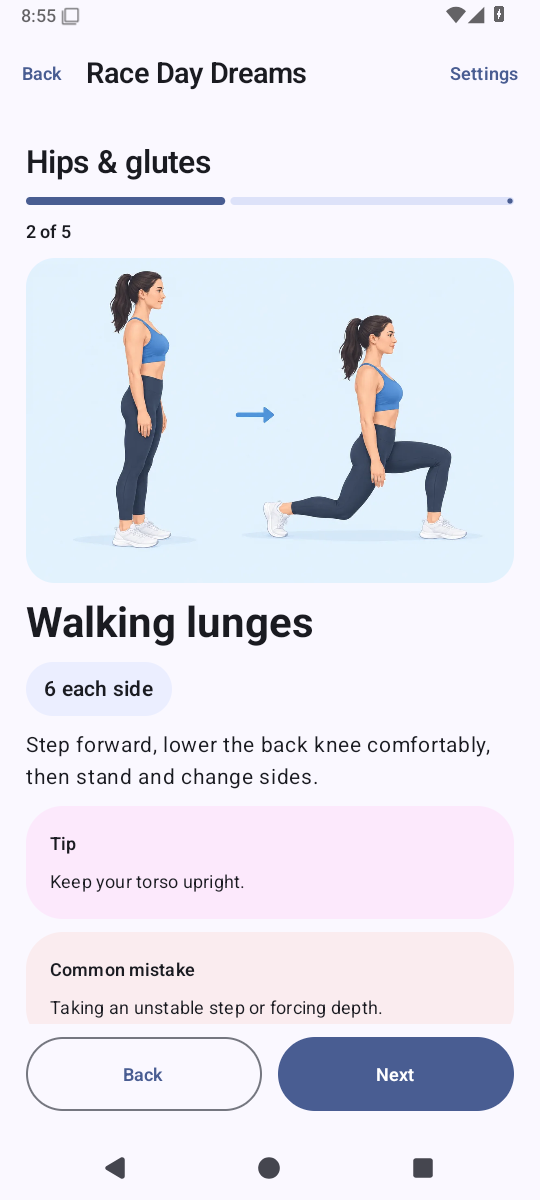 8:55
Back Race Day Dreams Settings
Hips & glutes
2 of 5
Walking lunges
6 each side
Step forward, lower the back knee comfortably,
then stand and change sides.
Tip
Keep your torso upright.
Common mistake
Taking an unstable step or forcing depth.
Back Next